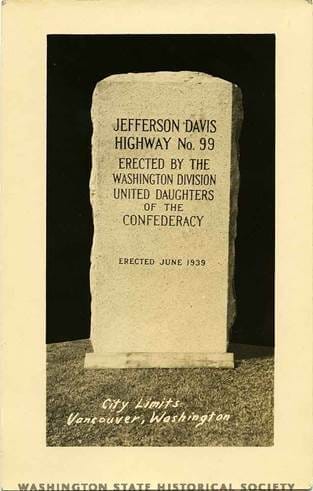 JEFFERSON DAVIS
HIGHWAY No. 99
ERECTED BY THE
WASHINGTON DIVISION
UNITED DAUGHTERS
OF THE
CONFEDERACY
ERECTED JUNE 1939
City Limits.
Vancouver, Washington
WASHINGTON STATE HISTORICAL SOCIETY